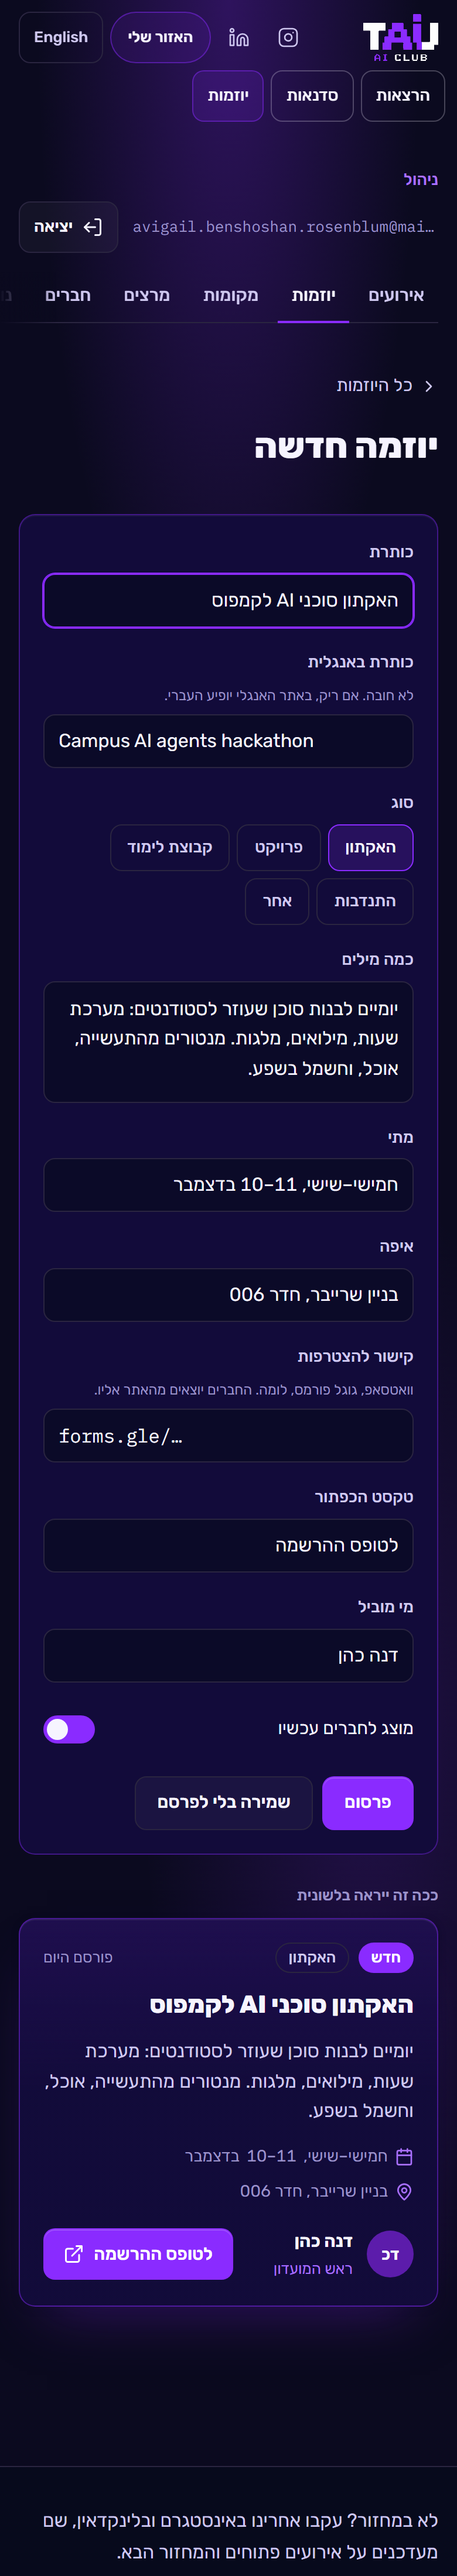 TAU
AI CLUB
האזור שלי
English
הרצאות
סדנאות
יוזמות
ניהול
avigail.benshoshan.rosenblum@mai…
יציאה
אירועים
יוזמות
מקומות
מרצים
חברים
כל היוזמות
יוזמה חדשה
כותרת
האקתון סוכני AI לקמפוס
כותרת באנגלית
לא חובה. אם ריק, באתר האנגלי יופיע העברי.
Campus AI agents hackathon
סוג
האקתון
פרויקט
קבוצת לימוד
התנדבות
אחר
כמה מילים
יומיים לבנות סוכן שעוזר לסטודנטים: מערכת
שעות, מילואים, מלגות. מנטורים מהתעשייה,
אוכל, וחשמל בשפע.
מתי
חמישי–שישי, 10–11 בדצמבר
איפה
בניין שרייבר, חדר 006
קישור להצטרפות
וואטסאפ, גוגל פורמס, לומה. החברים יוצאים מהאתר אליו.
forms.gle/…
טקסט הכפתור
לטופס ההרשמה
מי מוביל
דנה כהן
מוצג לחברים עכשיו
פרסום
שמירה בלי לפרסם
ככה זה ייראה בלשונית
חדש
האקתון
פורסם היום
האקתון סוכני AI לקמפוס
יומיים לבנות סוכן שעוזר לסטודנטים: מערכת
שעות, מילואים, מלגות. מנטורים מהתעשייה, אוכל,
וחשמל בשפע.
חמישי–שישי, 10–11 בדצמבר
בניין שרייבר, חדר 006
דכ
דנה כהן
ראש המועדון
לטופס ההרשמה
לא במחזור? עקבו אחרינו באינסטגרם ובלינקדאין, שם
מעדכנים על אירועים פתוחים והמחזור הבא.